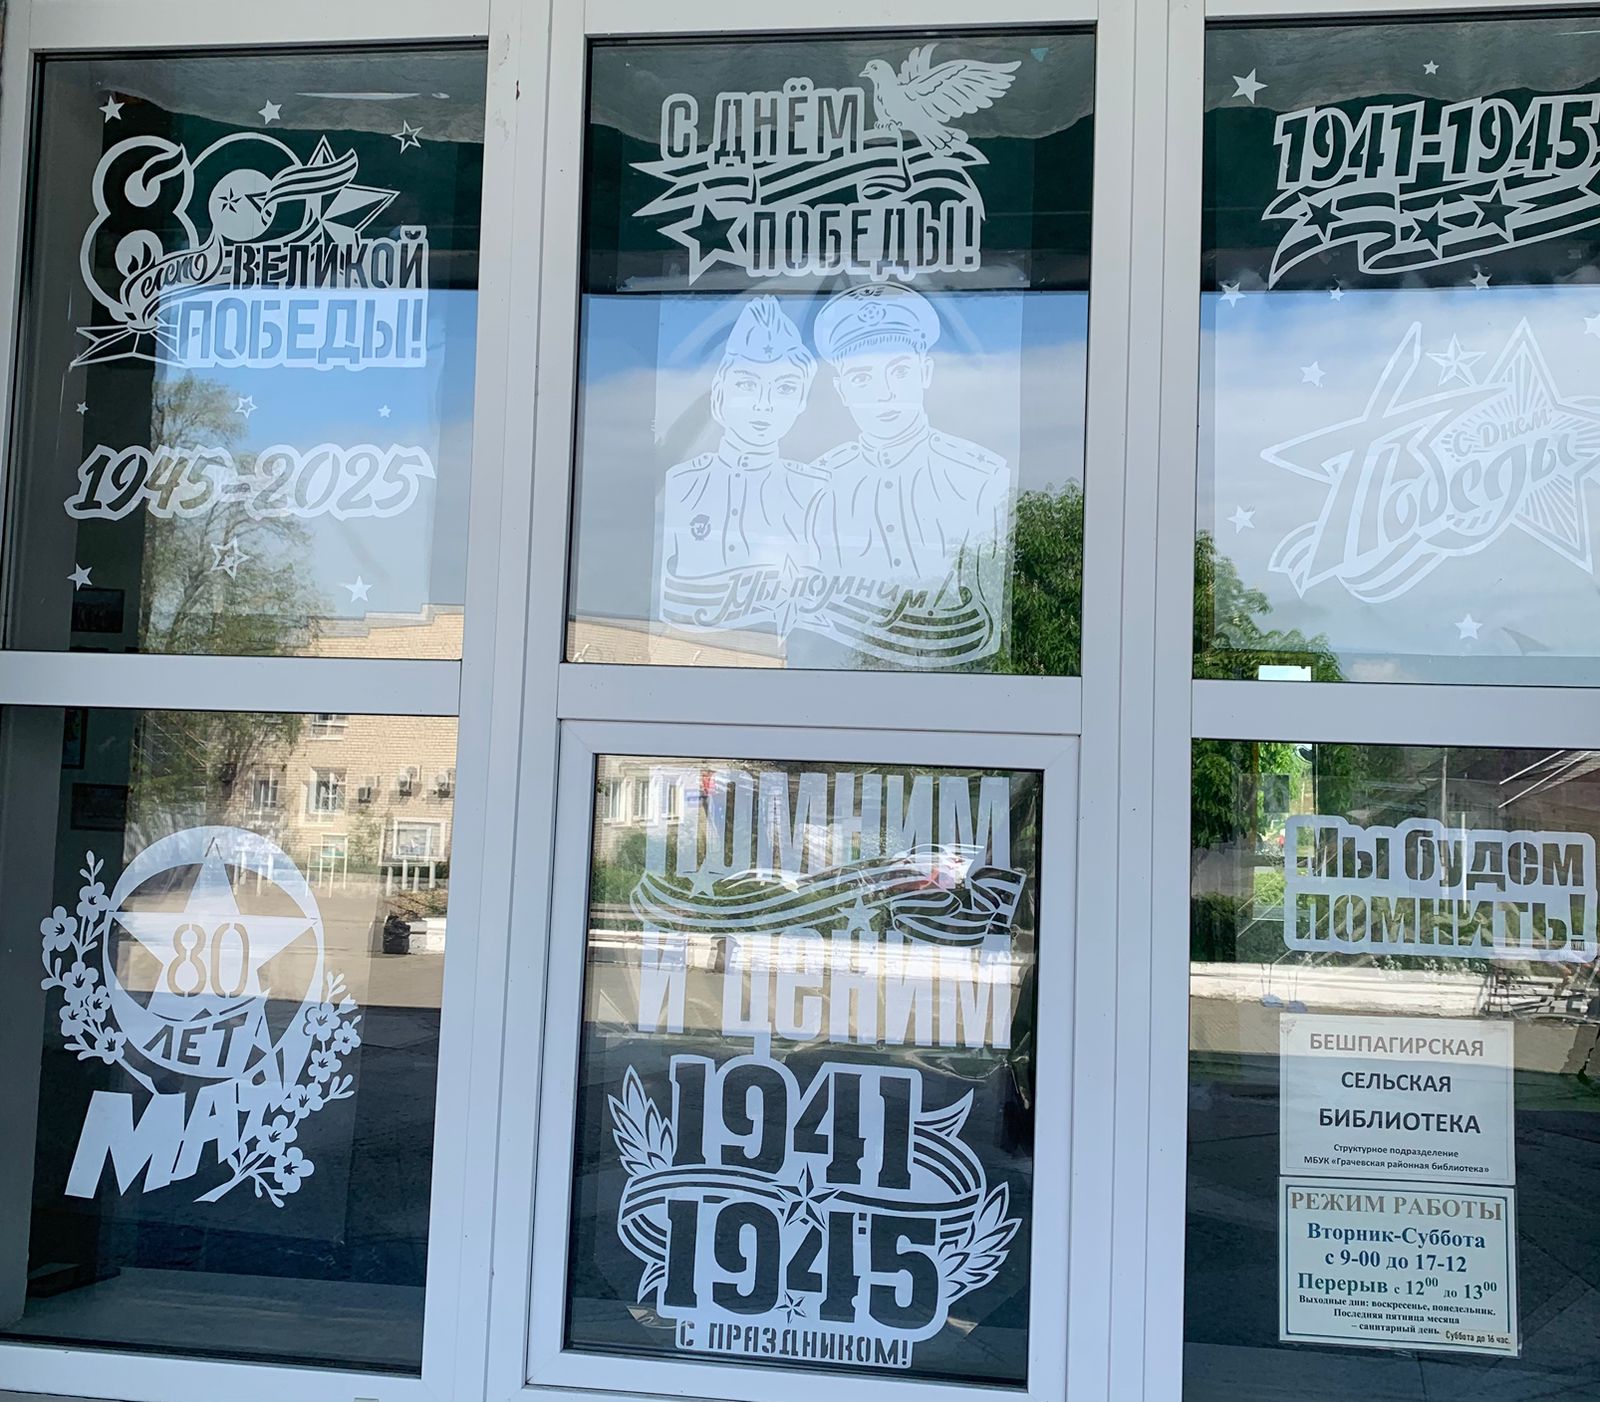 80
лет ВЕЛИКОЙ
ПОБЕДЫ!
1945-2025
80
ЛЕТ
МАЯ
С ДНЁМ
ПОБЕДЫ!
Мы помним!
ПОМНИМ
И ЦЕНИМ
1941
1945
С ПРАЗДНИКОМ!
1941-1945
С Днем
Победы
Мы будем
ПОМНИТЬ!
БЕШПАГИРСКАЯ
СЕЛЬСКАЯ
БИБЛИОТЕКА
Структурное подразделение
МБУК «Грачевская районная библиотека»
РЕЖИМ РАБОТЫ
Вторник-Суббота
с 9-00 до 17-12
Перерыв с 12⁰⁰ до 13⁰⁰
Выходные дни: воскресенье, понедельник.
Последняя пятница месяца
– санитарный день.
Суббота до 16 час.